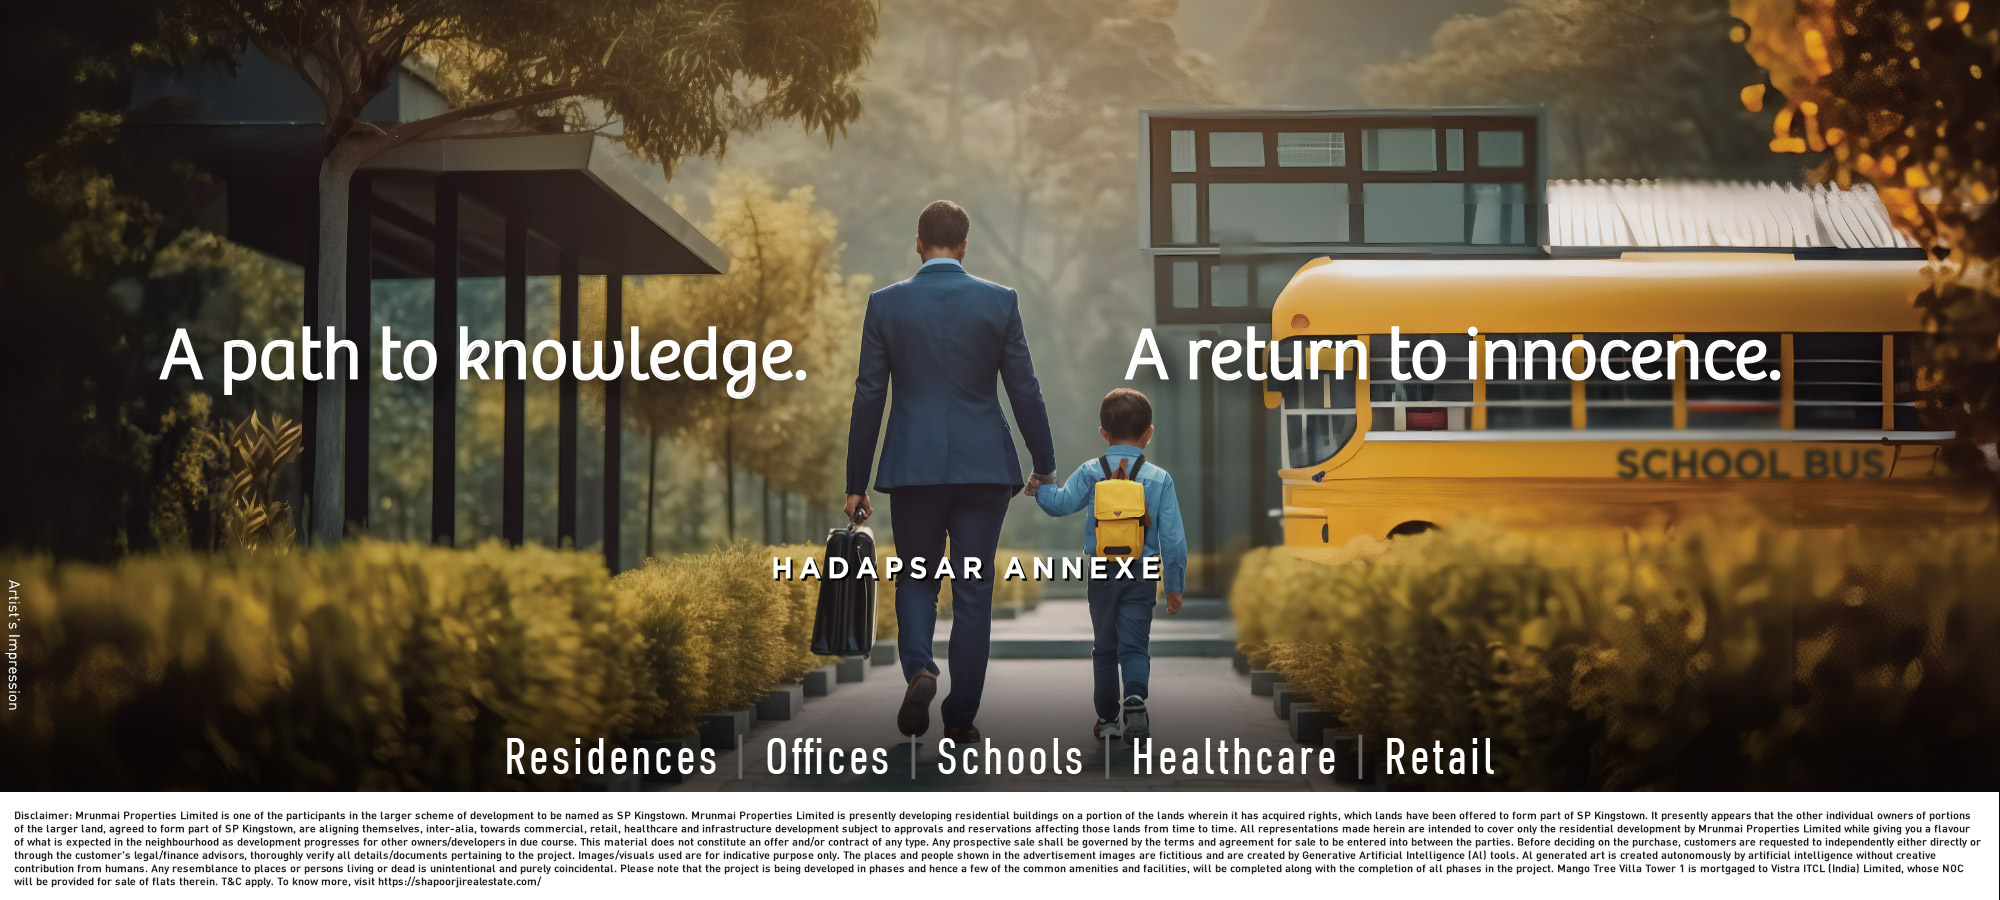 A path to knowledge.
A return to innocence.
SCHOOL BUS
HADAPSAR ANNEXE
Artist's Impression
Residences | Offices | Schools | Healthcare | Retail
Disclaimer: Mrunmai Properties Limited is one of the participants in the larger scheme of development to be named as SP Kingstown. Mrunmai Properties Limited is presently developing residential buildings on a portion of the lands wherein it has acquired rights, which lands have been offered to form part of SP Kingstown. It presently appears that the other individual owners of portions
of the larger land, agreed to form part of SP Kingstown, are aligning themselves, inter-alia, towards commercial, retail, healthcare and infrastructure development subject to approvals and reservations affecting those lands from time to time. All representations made herein are intended to cover only the residential development by Mrunmai Properties Limited while giving you a flavour
of what is expected in the neighbourhood as development progresses for other owners/developers in due course. This material does not constitute an offer and/or contract of any type. Any prospective sale shall be governed by the terms and agreement for sale to be entered into between the parties. Before deciding on the purchase, customers are requested to independently either directly or
through the customer's legal/finance advisors, thoroughly verify all details/documents pertaining to the project. Images/visuals used are for indicative purpose only. The places and people shown in the advertisement images are fictitious and are created by Generative Artificial Intelligence (AI) tools. AI generated art is created autonomously by artificial intelligence without creative
contribution from humans. Any resemblance to places or persons living or dead is unintentional and purely coincidental. Please note that the project is being developed in phases and hence a few of the common amenities and facilities, will be completed along with the completion of all phases in the project. Mango Tree Villa Tower 1 is mortgaged to Vistra ITCL (India) Limited, whose NOC
will be provided for sale of flats therein. T&C apply. To know more, visit https://shapoorjirealestate.com/